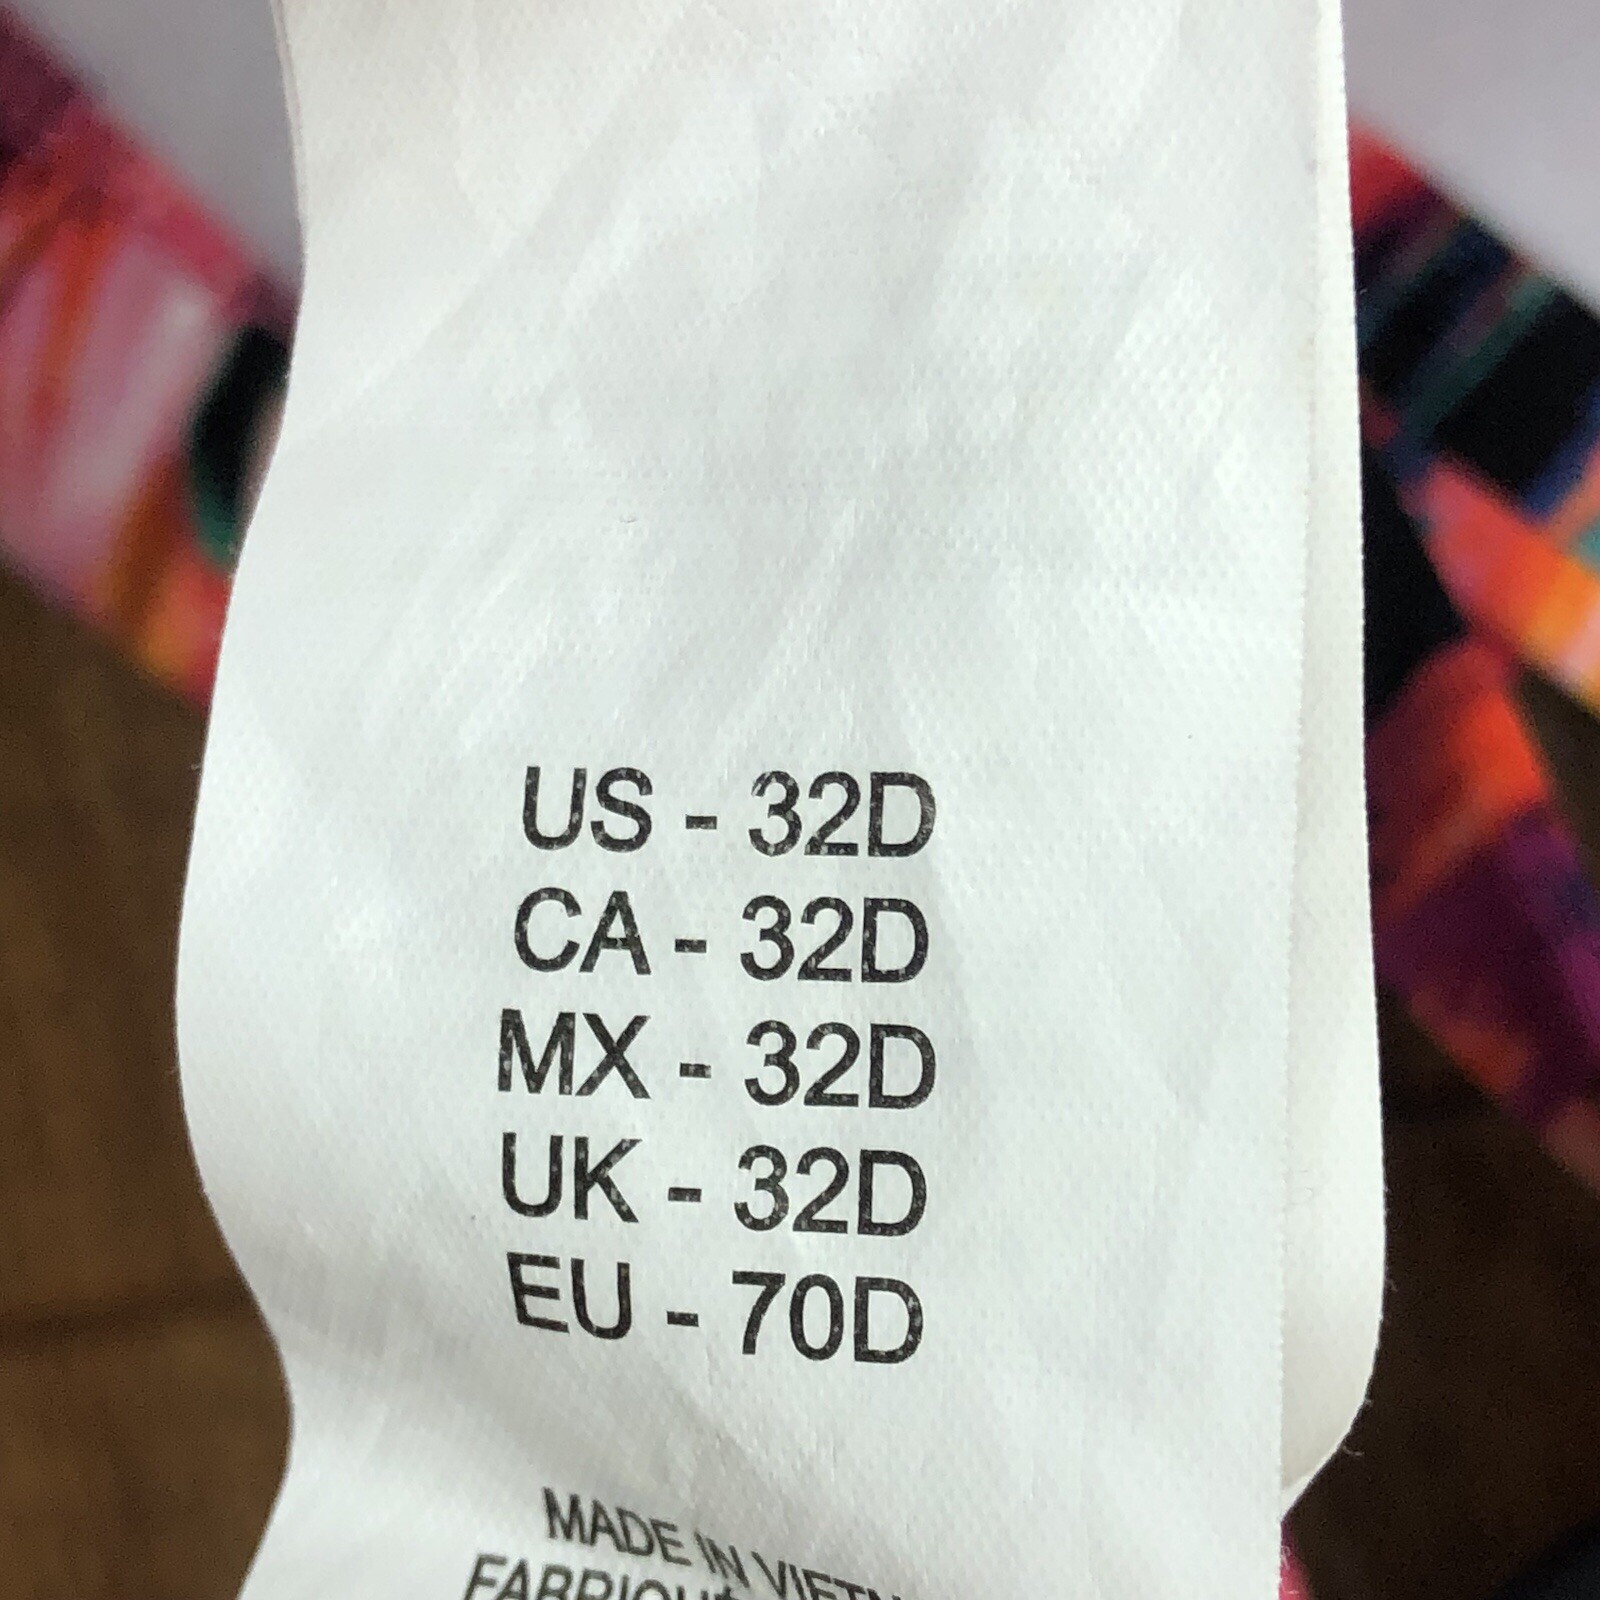 US - 32D
CA - 32D
MX - 32D
UK - 32D
EU - 70D
MADE IN